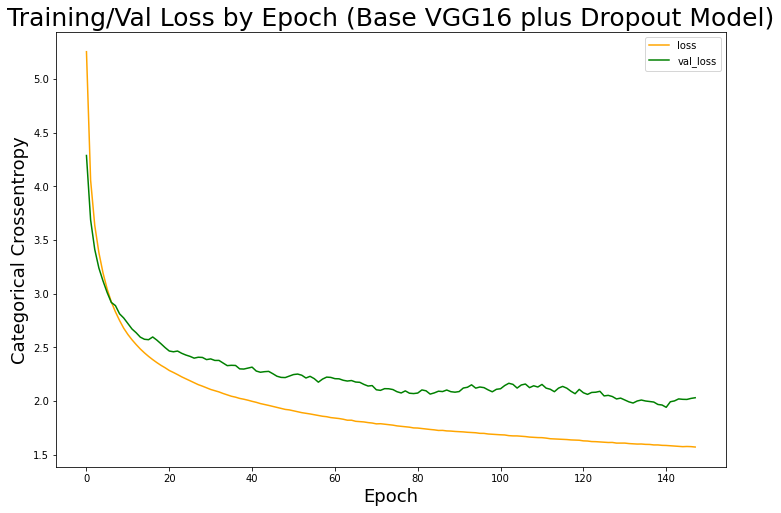 Training/Val Loss by Epoch (Base VGG16 plus Dropout Model)
loss
val_loss
Categorical Crossentropy
5.0
4.5
4.0
3.5
3.0
2.5
2.0
1.5
0 20 40 60 80 100 120 140
Epoch